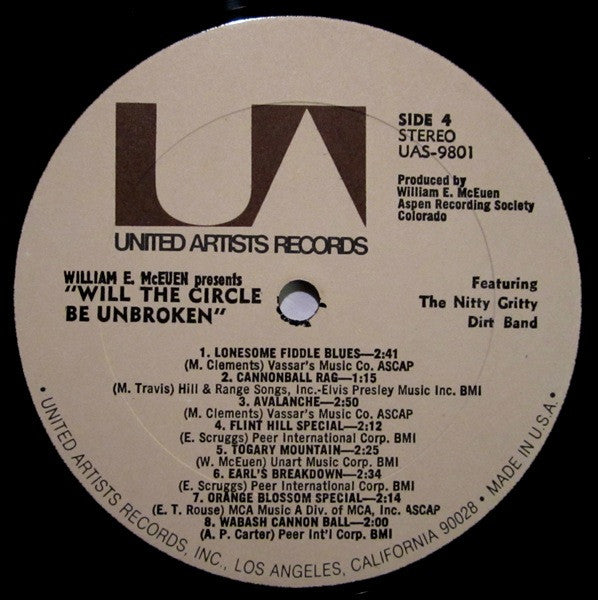 UA
UNITED ARTISTS RECORDS
SIDE 4
STEREO
UAS-9801
Produced by
William E. McEuen
Aspen Recording Society
Colorado
WILLIAM E. McEUEN presents
"WILL THE CIRCLE
BE UNBROKEN"
Featuring
The Nitty Gritty
Dirt Band
1. LONESOME FIDDLE BLUES—2:41
(M. Clements) Vassar's Music Co. ASCAP
2. CANNONBALL RAG—1:15
(M. Travis) Hill & Range Songs, Inc.-Elvis Presley Music Inc. BMI
3. AVALANCHE—2:50
(M. Clements) Vassar's Music Co. ASCAP
4. FLINT HILL SPECIAL—2:12
(E. Scruggs) Peer International Corp. BMI
5. TOGARY MOUNTAIN—2:25
(W. McEuen) Unart Music Corp. BMI
6. EARL'S BREAKDOWN—2:34
(E. Scruggs) Peer International Corp. BMI
7. ORANGE BLOSSOM SPECIAL—2:14
(E. T. Rouse) MCA Music A Div. of MCA, Inc. ASCAP
8. WABASH CANNON BALL—2:00
(A. P. Carter) Peer Int'l Corp. BMI
• UNITED ARTISTS RECORDS, INC., LOS ANGELES, CALIFORNIA 90028 • MADE IN U.S.A. •